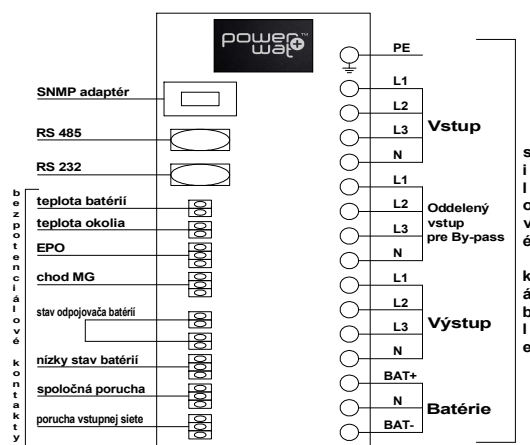 powerwat+™
SNMP adaptér
RS 485
RS 232
bezpotenciálové kontakty
teplota batérií
teplota okolia
EPO
chod MG
stav odpojovača batérií
nízky stav batérií
spoločná porucha
porucha vstupnej siete
PE
L1
L2
L3
N
Vstup
L1
L2
L3
N
Oddelený
vstup
pre By-pass
L1
L2
L3
N
Výstup
BAT+
N
BAT-
Batérie
silové káble